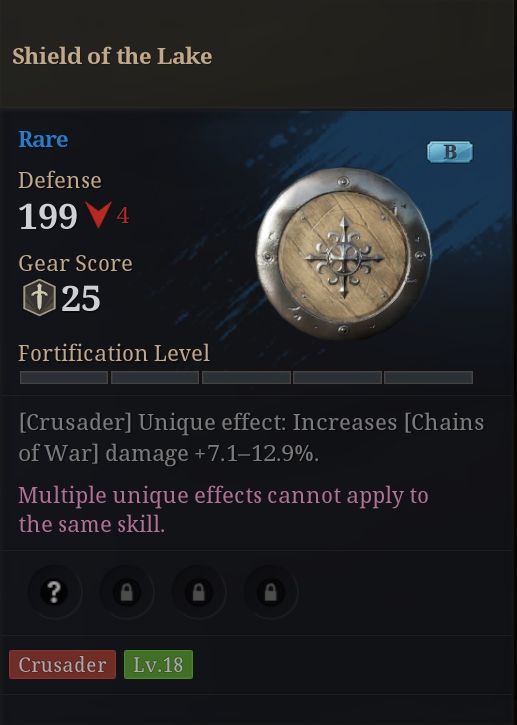 Shield of the Lake
Rare
B
Defense
199 4
Gear Score
25
Fortification Level
[Crusader] Unique effect: Increases [Chains
of War] damage +7.1–12.9%.
Multiple unique effects cannot apply to
the same skill.
?
Crusader Lv.18